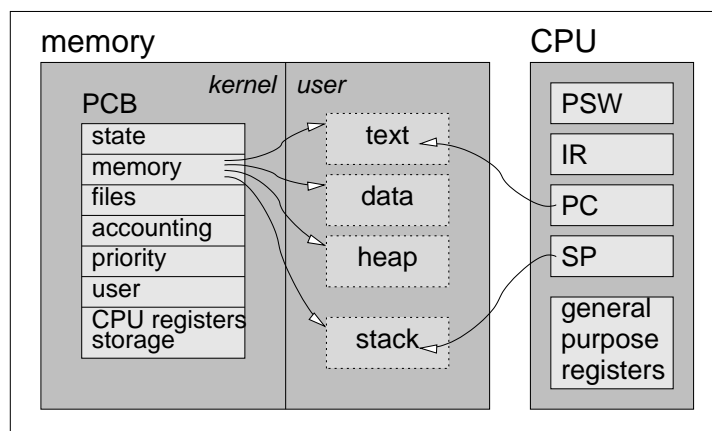 memory
kernel
user
PCB
state
memory
files
accounting
priority
user
CPU registers
storage
text
data
heap
stack
CPU
PSW
IR
PC
SP
general
purpose
registers